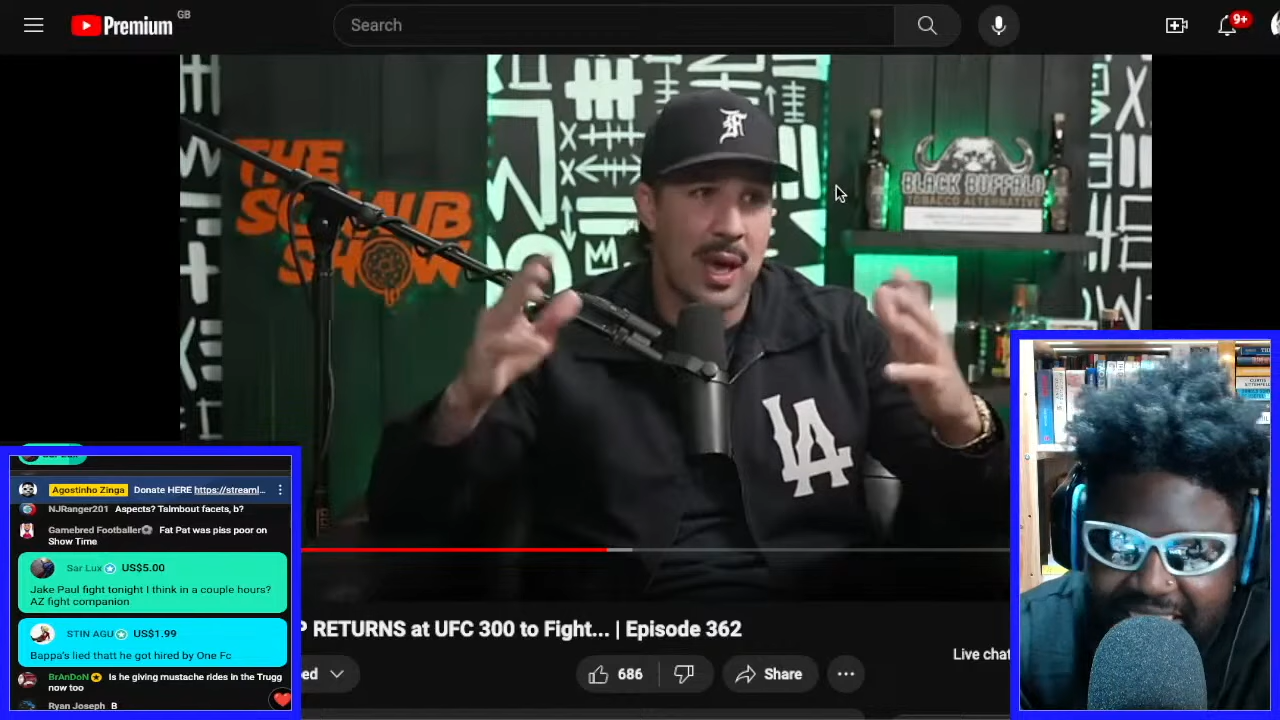 Premium GB
Search
9+
THE
SCHUB
SHOW
BLACK BUFFALO
TOBACCO ALTERNATIVE
LA
Agostinho Zinga Donate HERE https://streaml...
NJRanger201 Aspects? Talmbout facets, b?
Gamebred Footballer⚽ Fat Pat was piss poor on
Show Time
Sar Lux US$5.00
Jake Paul fight tonight I think in a couple hours?
AZ fight companion
STIN AGU US$1.99
Bappa's lied thatt he got hired by One Fc
BrAnDoN Is he giving mustache rides in the Trugg
now too
Ryan Joseph B
P RETURNS at UFC 300 to Fight... | Episode 362
ed
686
Share
Live chat